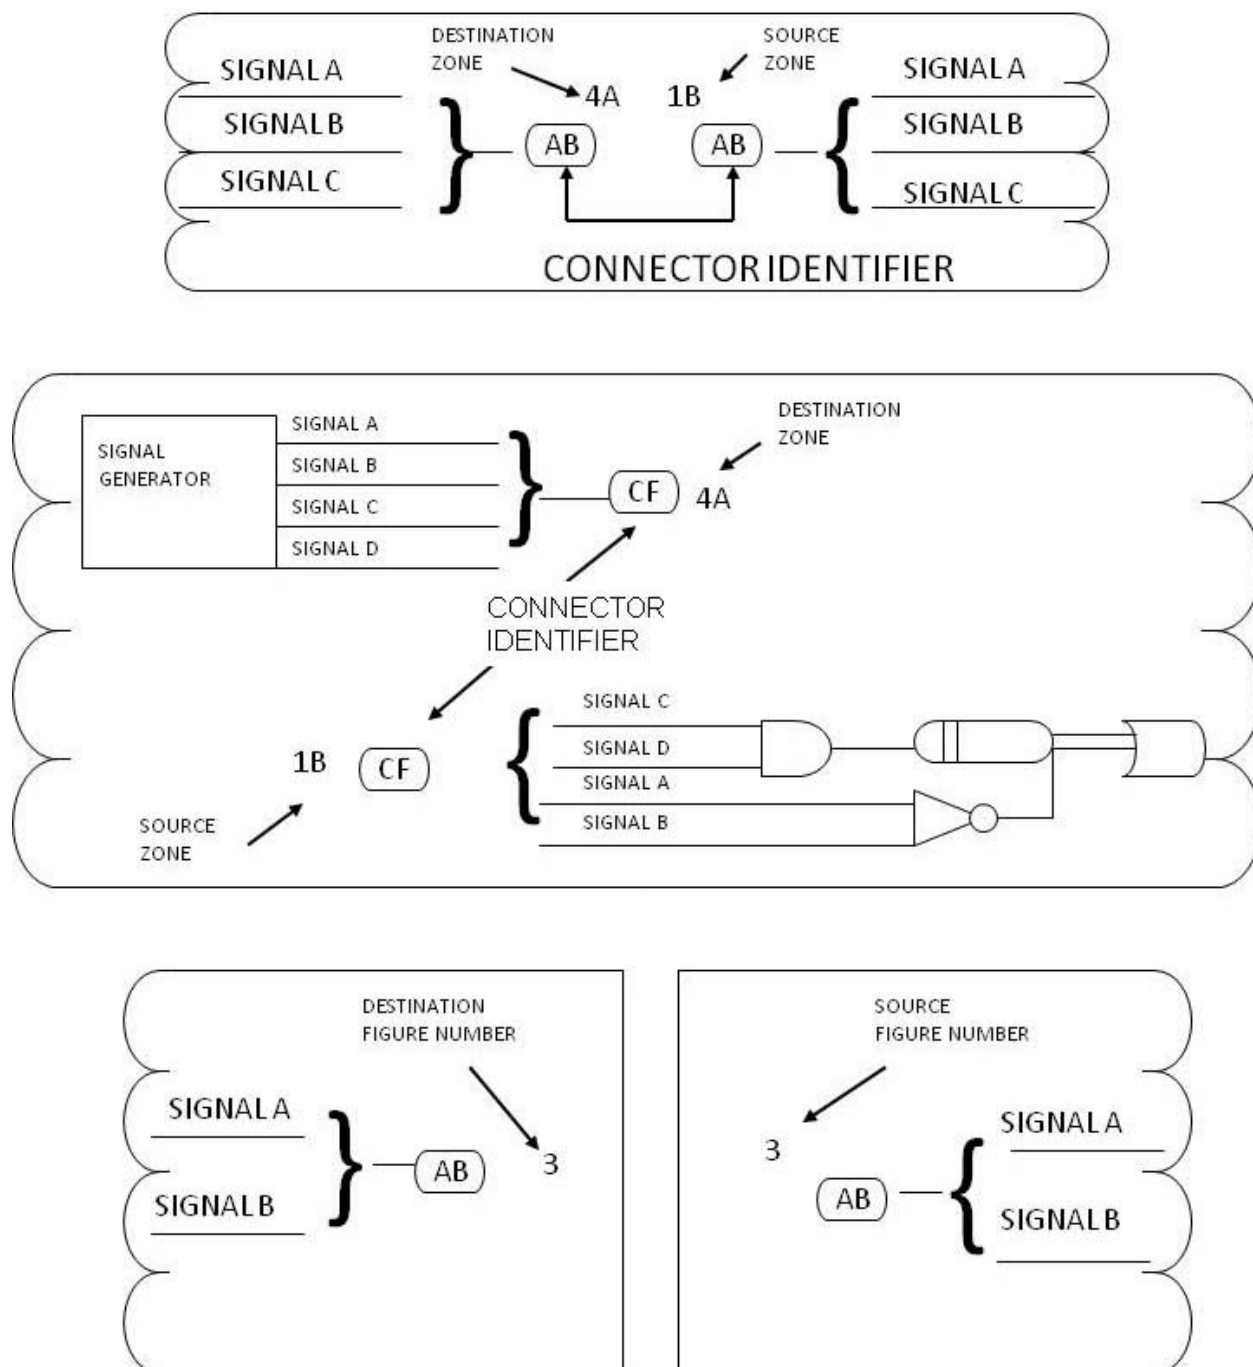 DESTINATION
ZONE
SOURCE
ZONE
SIGNAL A
SIGNAL B
SIGNAL C
4A
1B
AB
AB
SIGNAL A
SIGNAL B
SIGNAL C
CONNECTOR IDENTIFIER
SIGNAL
GENERATOR
SIGNAL A
SIGNAL B
SIGNAL C
SIGNAL D
CF
4A
DESTINATION
ZONE
CONNECTOR
IDENTIFIER
1B
CF
SOURCE
ZONE
SIGNAL C
SIGNAL D
SIGNAL A
SIGNAL B
DESTINATION
FIGURE NUMBER
SIGNAL A
SIGNAL B
AB
3
SOURCE
FIGURE NUMBER
3
AB
SIGNAL A
SIGNAL B